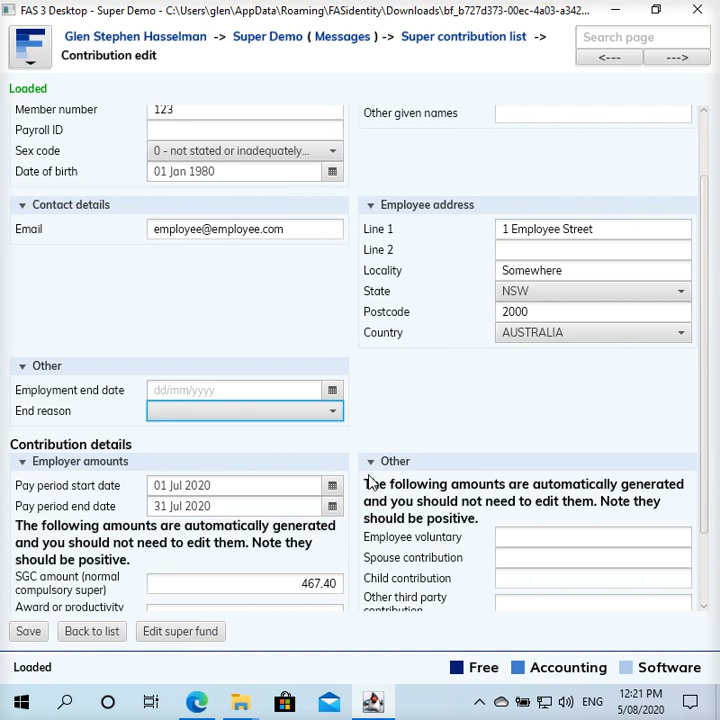 FAS 3 Desktop - Super Demo - C:\Users\glen\AppData\Roaming\FASidentity\Downloads\bf_b727d373-00ec-4a03-a342...
Glen Stephen Hasselman -> Super Demo ( Messages ) -> Super contribution list ->
Contribution edit
Search page
<--- --->
Loaded
Member number 123
Payroll ID
Sex code 0 - not stated or inadequately...
Date of birth 01 Jan 1980
Other given names
Contact details
Email employee@employee.com
Employee address
Line 1 1 Employee Street
Line 2
Locality Somewhere
State NSW
Postcode 2000
Country AUSTRALIA
Other
Employment end date dd/mm/yyyy
End reason
Contribution details
Employer amounts
Pay period start date 01 Jul 2020
Pay period end date 31 Jul 2020
The following amounts are automatically generated
and you should not need to edit them. Note they
should be positive.
SGC amount (normal
compulsory super) 467.40
Award or productivity
Other
The following amounts are automatically generated
and you should not need to edit them. Note they
should be positive.
Employee voluntary
Spouse contribution
Child contribution
Other third party
contribution
Save Back to list Edit super fund
Loaded
Free Accounting Software
ENG
12:21 PM
5/08/2020